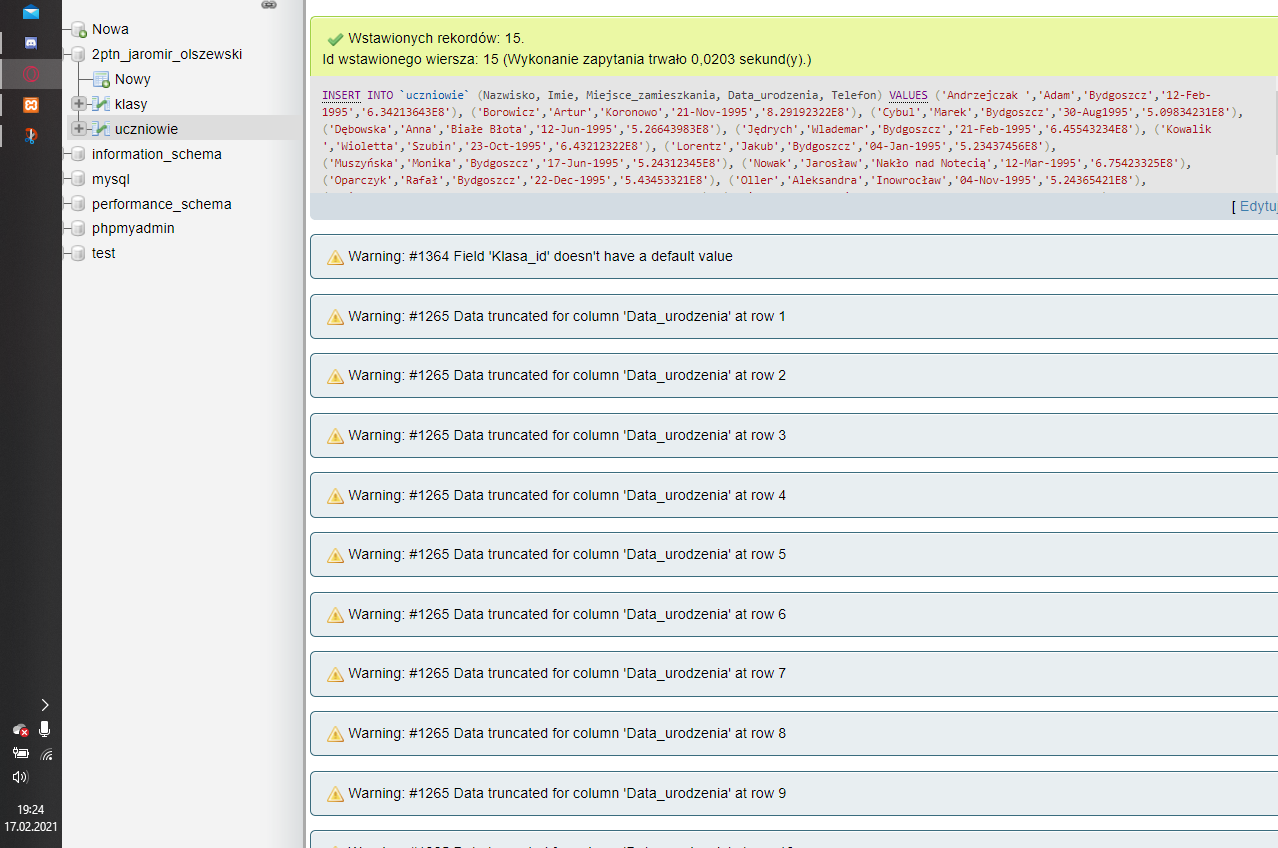 Nowa
2ptn_jaromir_olszewski
Nowy
klasy
uczniowie
information_schema
mysql
performance_schema
phpmyadmin
test
19:24
17.02.2021
Wstawionych rekordów: 15.
Id wstawionego wiersza: 15 (Wykonanie zapytania trwało 0,0203 sekund(y).)
INSERT INTO `uczniowie` (Nazwisko, Imie, Miejsce_zamieszkania, Data_urodzenia, Telefon) VALUES ('Andrzejczak ','Adam','Bydgoszcz','12-Feb-
1995','6.34213643E8'), ('Borowicz','Artur','Koronowo','21-Nov-1995','8.29192322E8'), ('Cybul','Marek','Bydgoszcz','30-Aug1995','5.09834231E8'),
('Dębowska','Anna','Białe Błota','12-Jun-1995','5.26643983E8'), ('Jędrych','Wlademar','Bydgoszcz','21-Feb-1995','6.45543234E8'), ('Kowalik
','Wioletta','Szubin','23-Oct-1995','6.43212322E8'), ('Lorentz','Jakub','Bydgoszcz','04-Jan-1995','5.23437456E8'),
('Muszyńska','Monika','Bydgoszcz','17-Jun-1995','5.24312345E8'), ('Nowak','Jarosław','Nakło nad Notecią','12-Mar-1995','6.75423325E8'),
('Oparczyk','Rafał','Bydgoszcz','22-Dec-1995','5.43453321E8'), ('Oller','Aleksandra','Inowrocław','04-Nov-1995','5.24365421E8'),
[ Edytuj
Warning: #1364 Field 'Klasa_id' doesn't have a default value
Warning: #1265 Data truncated for column 'Data_urodzenia' at row 1
Warning: #1265 Data truncated for column 'Data_urodzenia' at row 2
Warning: #1265 Data truncated for column 'Data_urodzenia' at row 3
Warning: #1265 Data truncated for column 'Data_urodzenia' at row 4
Warning: #1265 Data truncated for column 'Data_urodzenia' at row 5
Warning: #1265 Data truncated for column 'Data_urodzenia' at row 6
Warning: #1265 Data truncated for column 'Data_urodzenia' at row 7
Warning: #1265 Data truncated for column 'Data_urodzenia' at row 8
Warning: #1265 Data truncated for column 'Data_urodzenia' at row 9